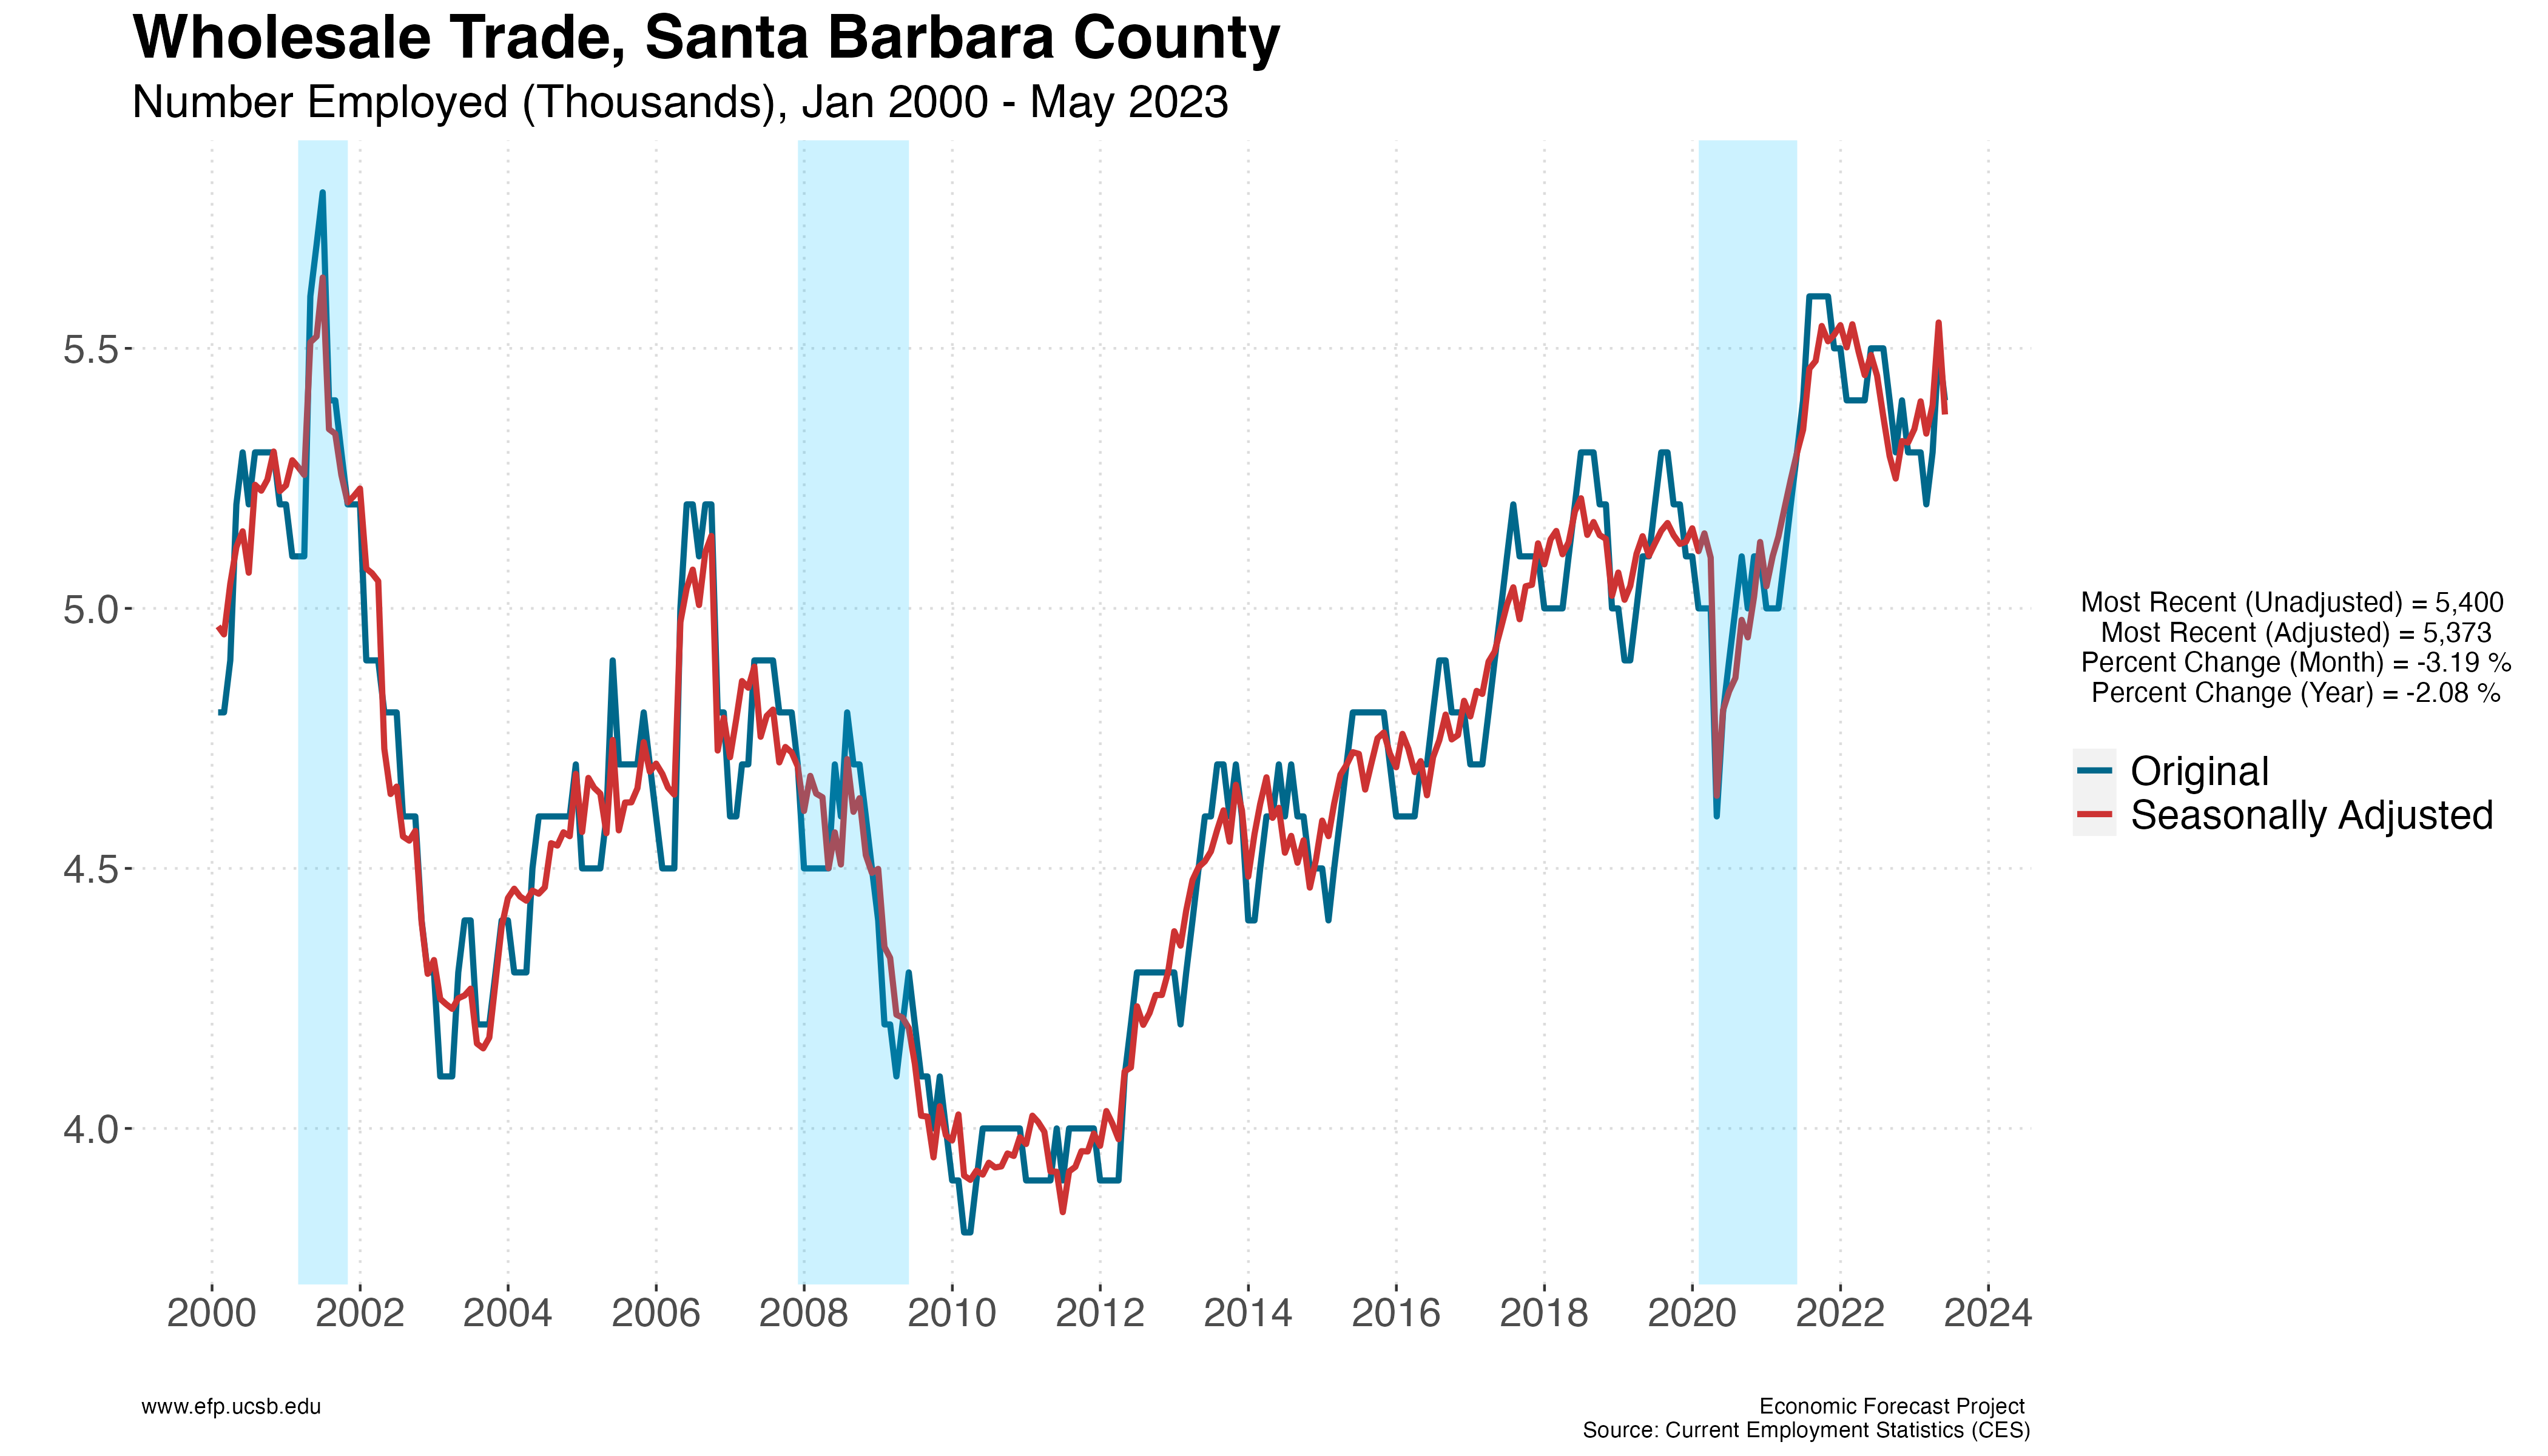 Wholesale Trade, Santa Barbara County
Number Employed (Thousands), Jan 2000 - May 2023
5.5
5.0
4.5
4.0
2000 2002 2004 2006 2008 2010 2012 2014 2016 2018 2020 2022 2024
Most Recent (Unadjusted) = 5,400
Most Recent (Adjusted) = 5,373
Percent Change (Month) = -3.19 %
Percent Change (Year) = -2.08 %
Original
Seasonally Adjusted
www.efp.ucsb.edu
Economic Forecast Project
Source: Current Employment Statistics (CES)